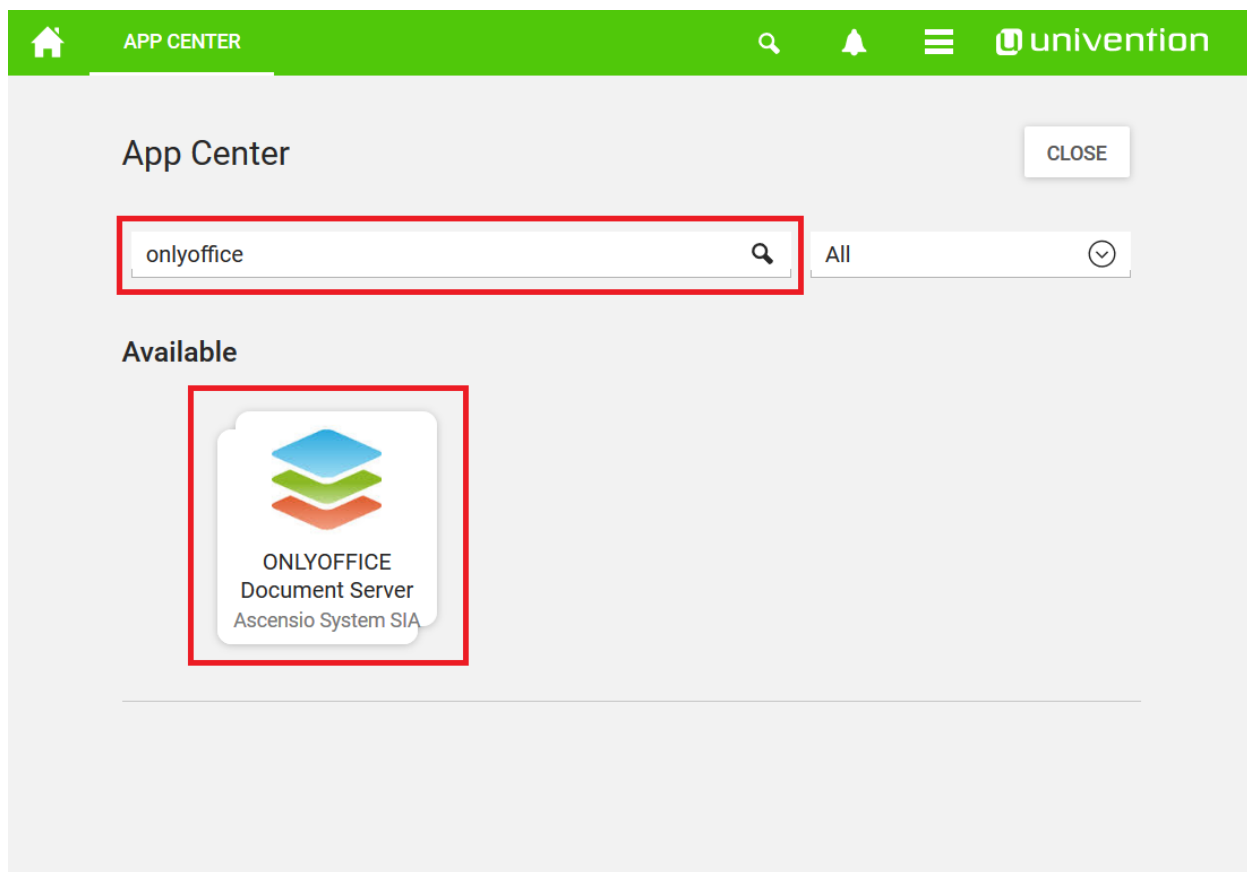 APP CENTER
univention
App Center
CLOSE
onlyoffice
All
Available
ONLYOFFICE
Document Server
Ascensio System SIA